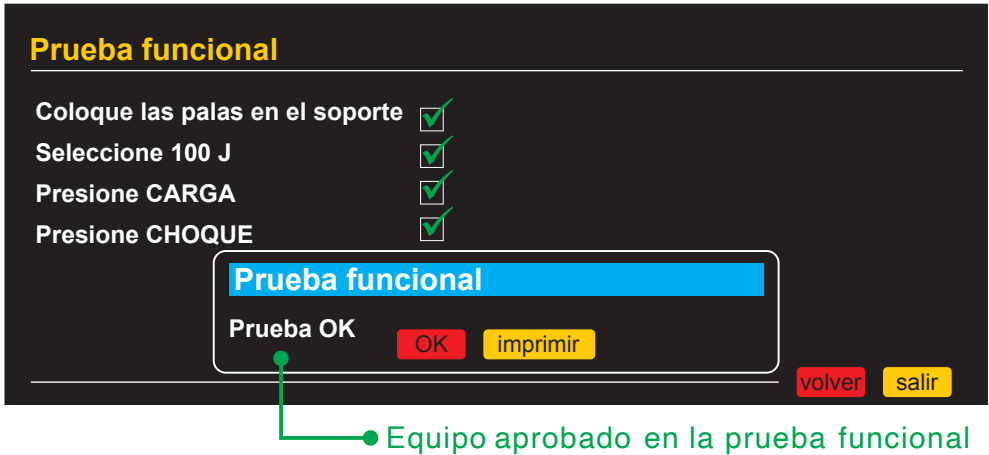 Prueba funcional
Coloque las palas en el soporte
Seleccione 100 J
Presione CARGA
Presione CHOQUE
Prueba funcional
Prueba OK
OK imprimir
volver salir
Equipo aprobado en la prueba funcional